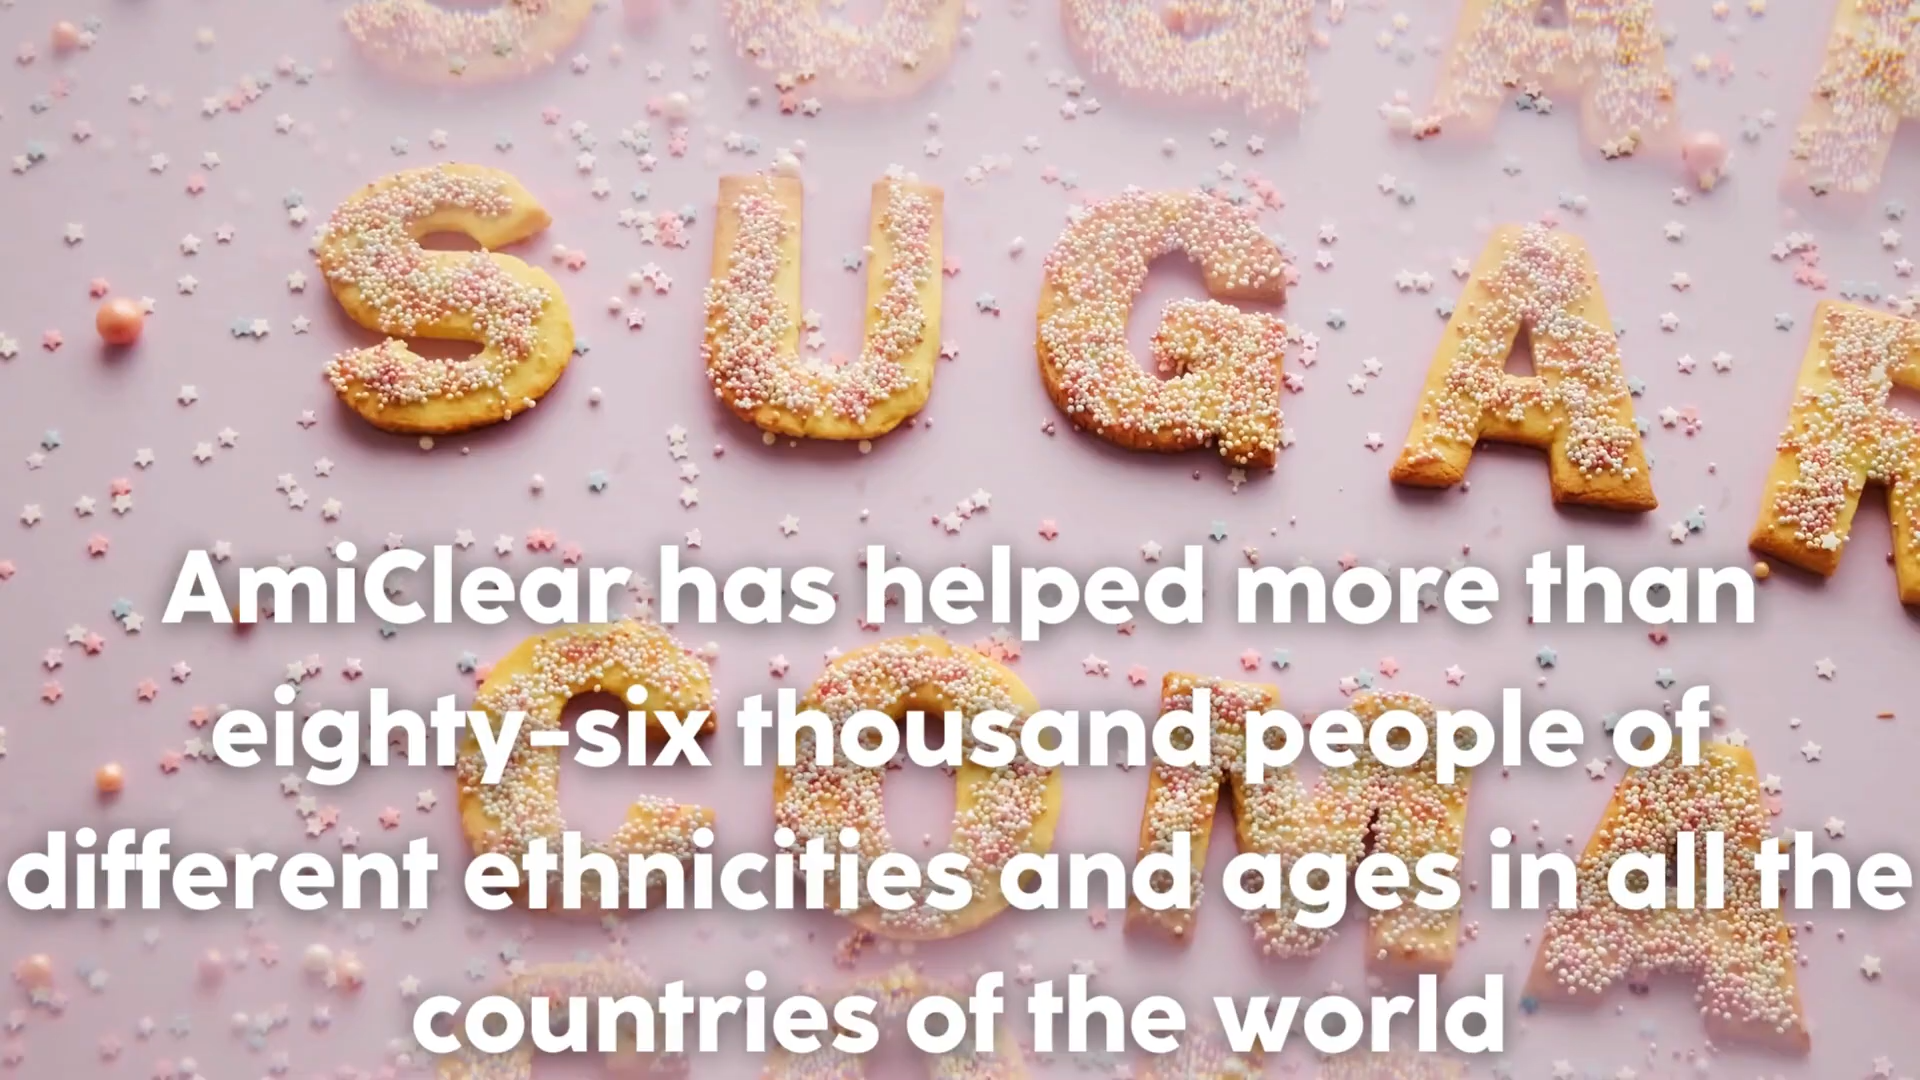 SUGAR
SUGAR
AmiClear has helped more than
COMA
eighty-six thousand people of
different ethnicities and ages in all the
countries of the world